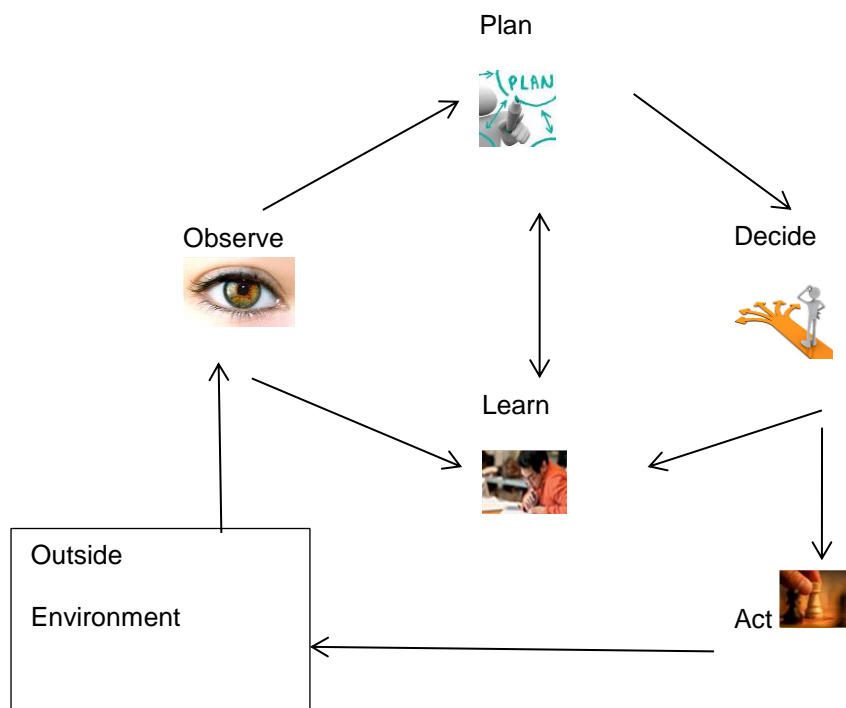 Plan
PLAN
Observe
Decide
Learn
Outside
Environment
Act